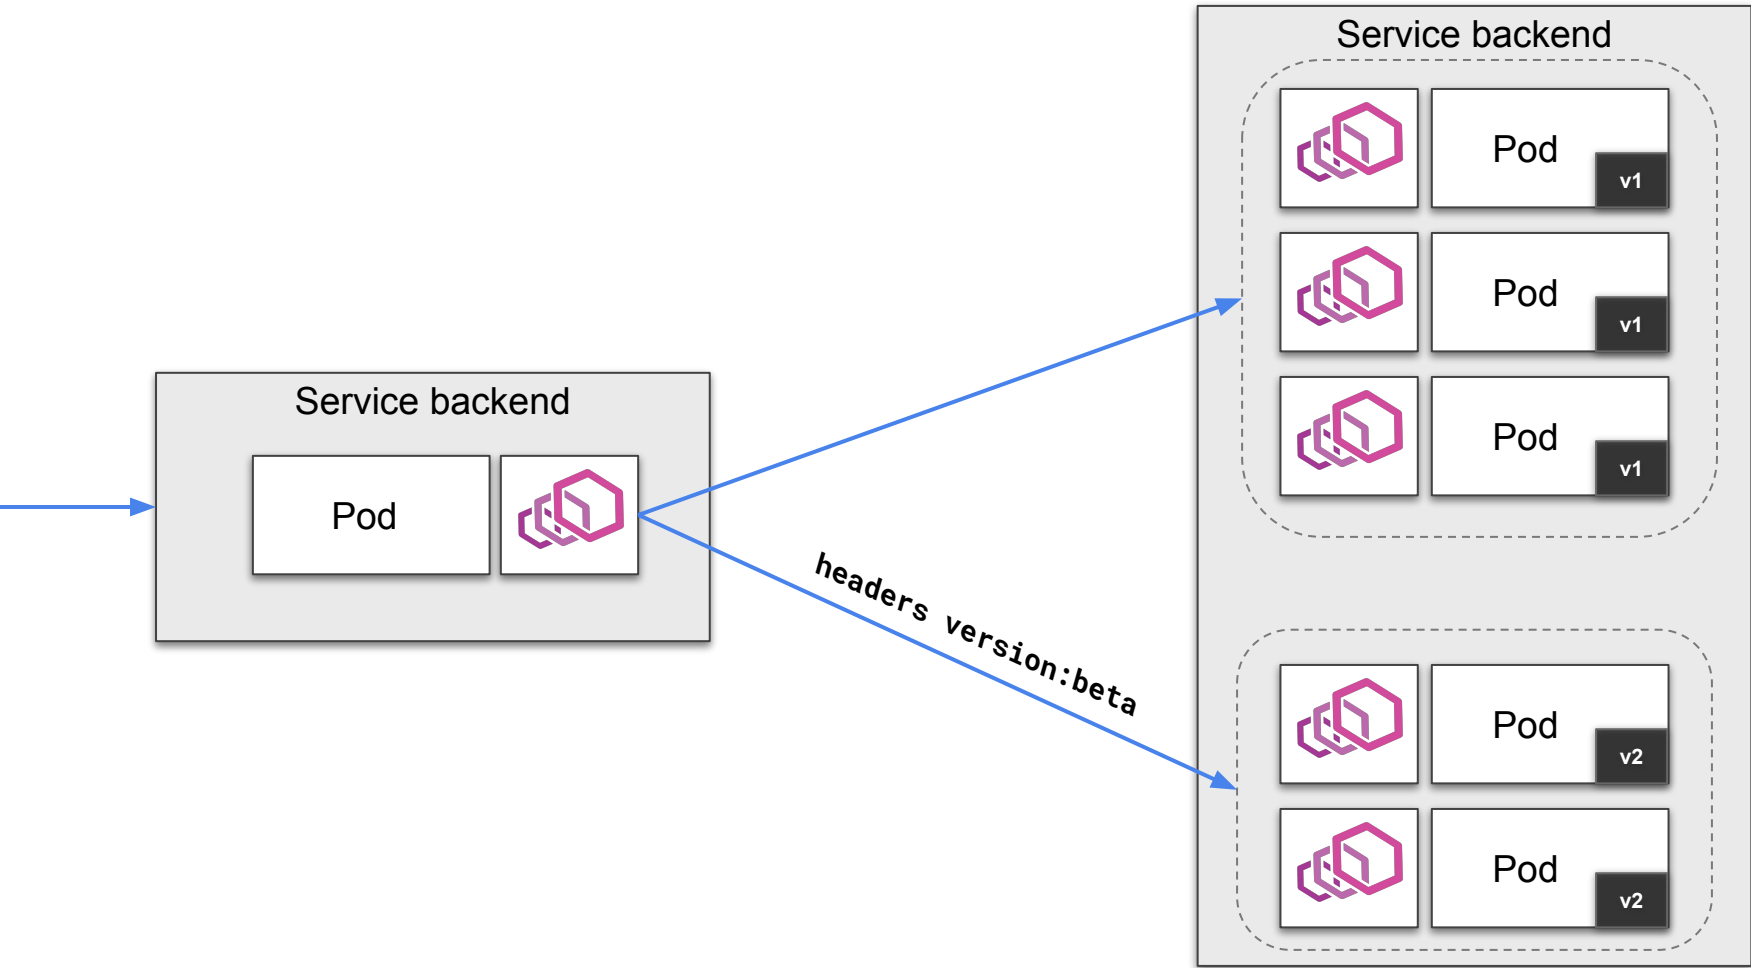 Service backend
Pod
v1
Pod
v1
Pod
v1
Service backend
Pod
headers version:beta
Pod
v2
Pod
v2